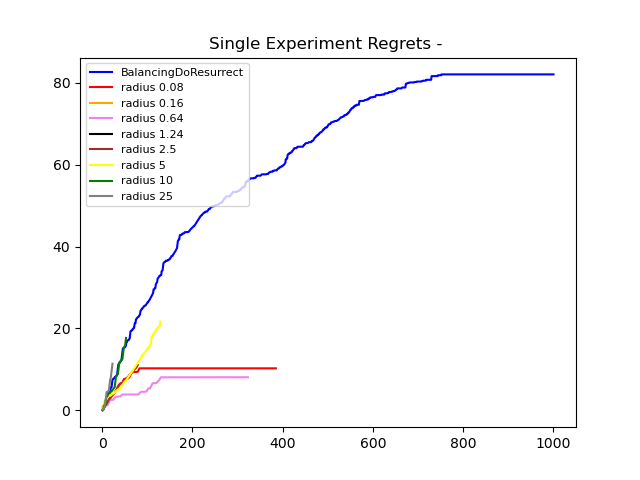 Single Experiment Regrets -
BalancingDoResurrect
radius 0.08
radius 0.16
radius 0.64
radius 1.24
radius 2.5
radius 5
radius 10
radius 25
80
60
40
20
0
0 200 400 600 800 1000